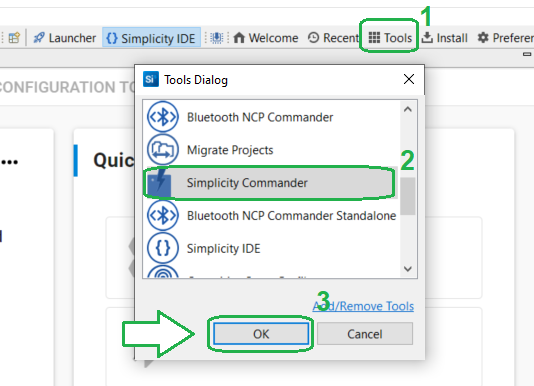 1
Launcher {} Simplicity IDE Welcome Recent Tools Install Prefere
CONFIGURATION TO
Si Tools Dialog
Bluetooth NCP Commander
Migrate Projects
2
Simplicity Commander
Bluetooth NCP Commander Standalone
{} Simplicity IDE
Quic
...
3
Add/Remove Tools
OK Cancel